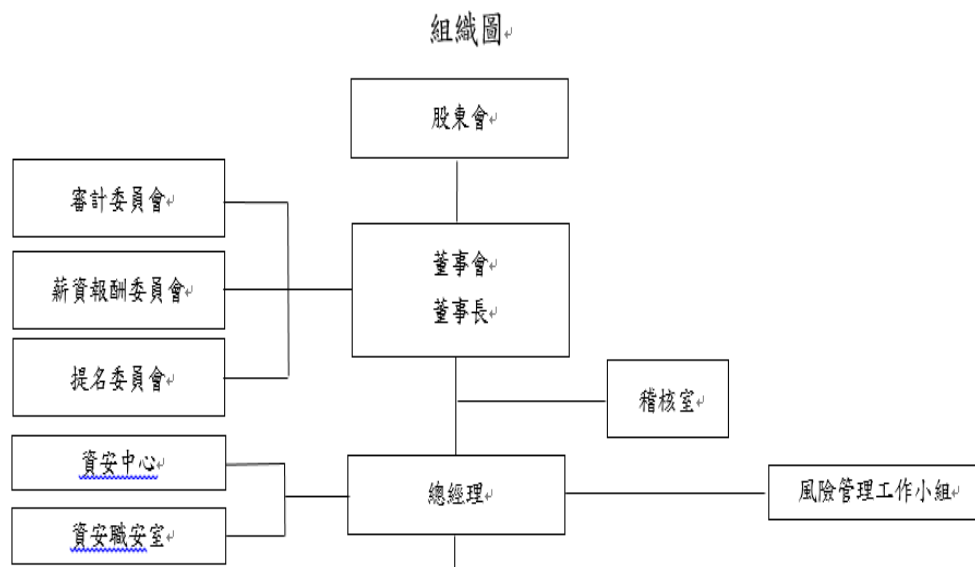 組織圖
股東會
審計委員會
董事會
董事長
薪資報酬委員會
提名委員會
稽核室
資安中心
總經理
風險管理工作小組
資安職安室